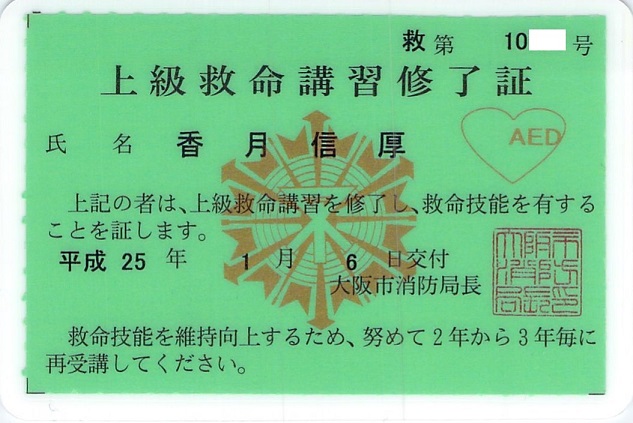 救 第 10 号
上級救命講習修了証
氏 名 香月信厚
AED
上記の者は、上級救命講習を修了し、救命技能を有する
ことを証します。
平成 25 年 1 月 6 日交付
大阪市消防局長
救命技能を維持向上するため、努めて2年から3年毎に
再受講してください。